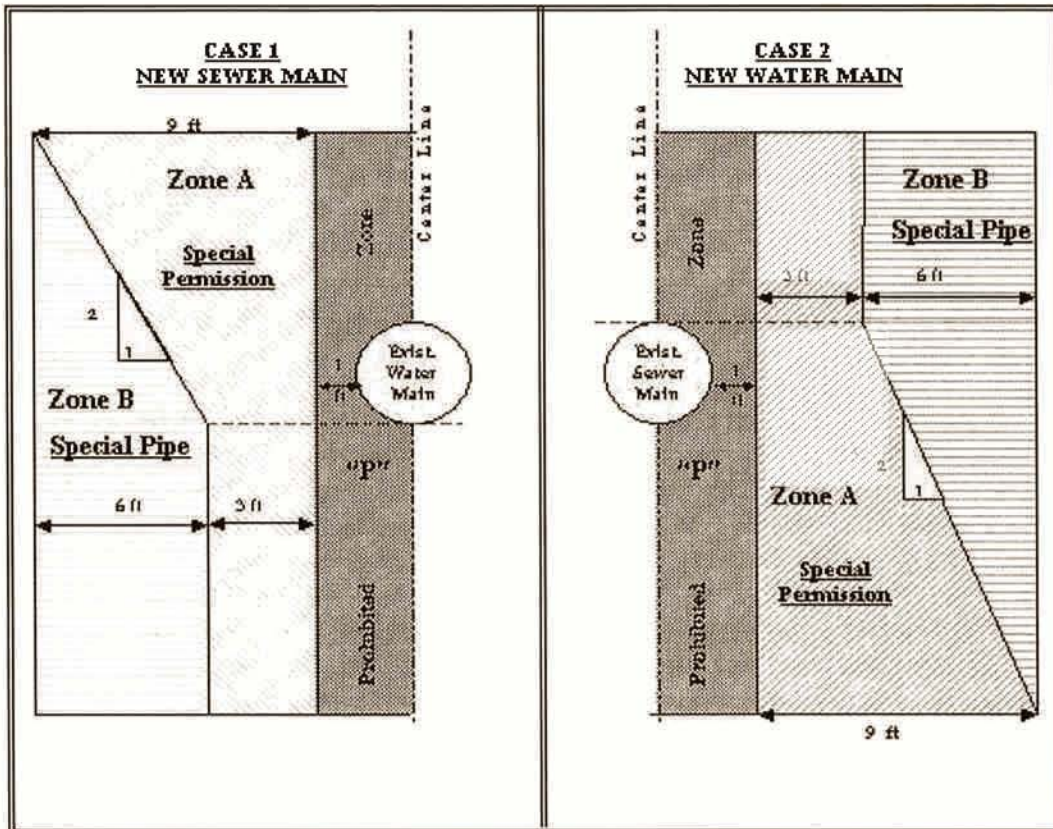 CASE 1
NEW SEWER MAIN
9 ft
Zone A
Special
Permission
Zone
Center Line
2
1
Zone B
Special Pipe
1
ft
Exist.
Water
Main
"P"
6 ft
3 ft
Prohibited
CASE 2
NEW WATER MAIN
Center Line
Zone
Zone B
Special Pipe
3 ft
6 ft
Exist.
Sewer
Main
1
ft
"P"
2
1
Zone A
Special
Permission
Prohibited
9 ft